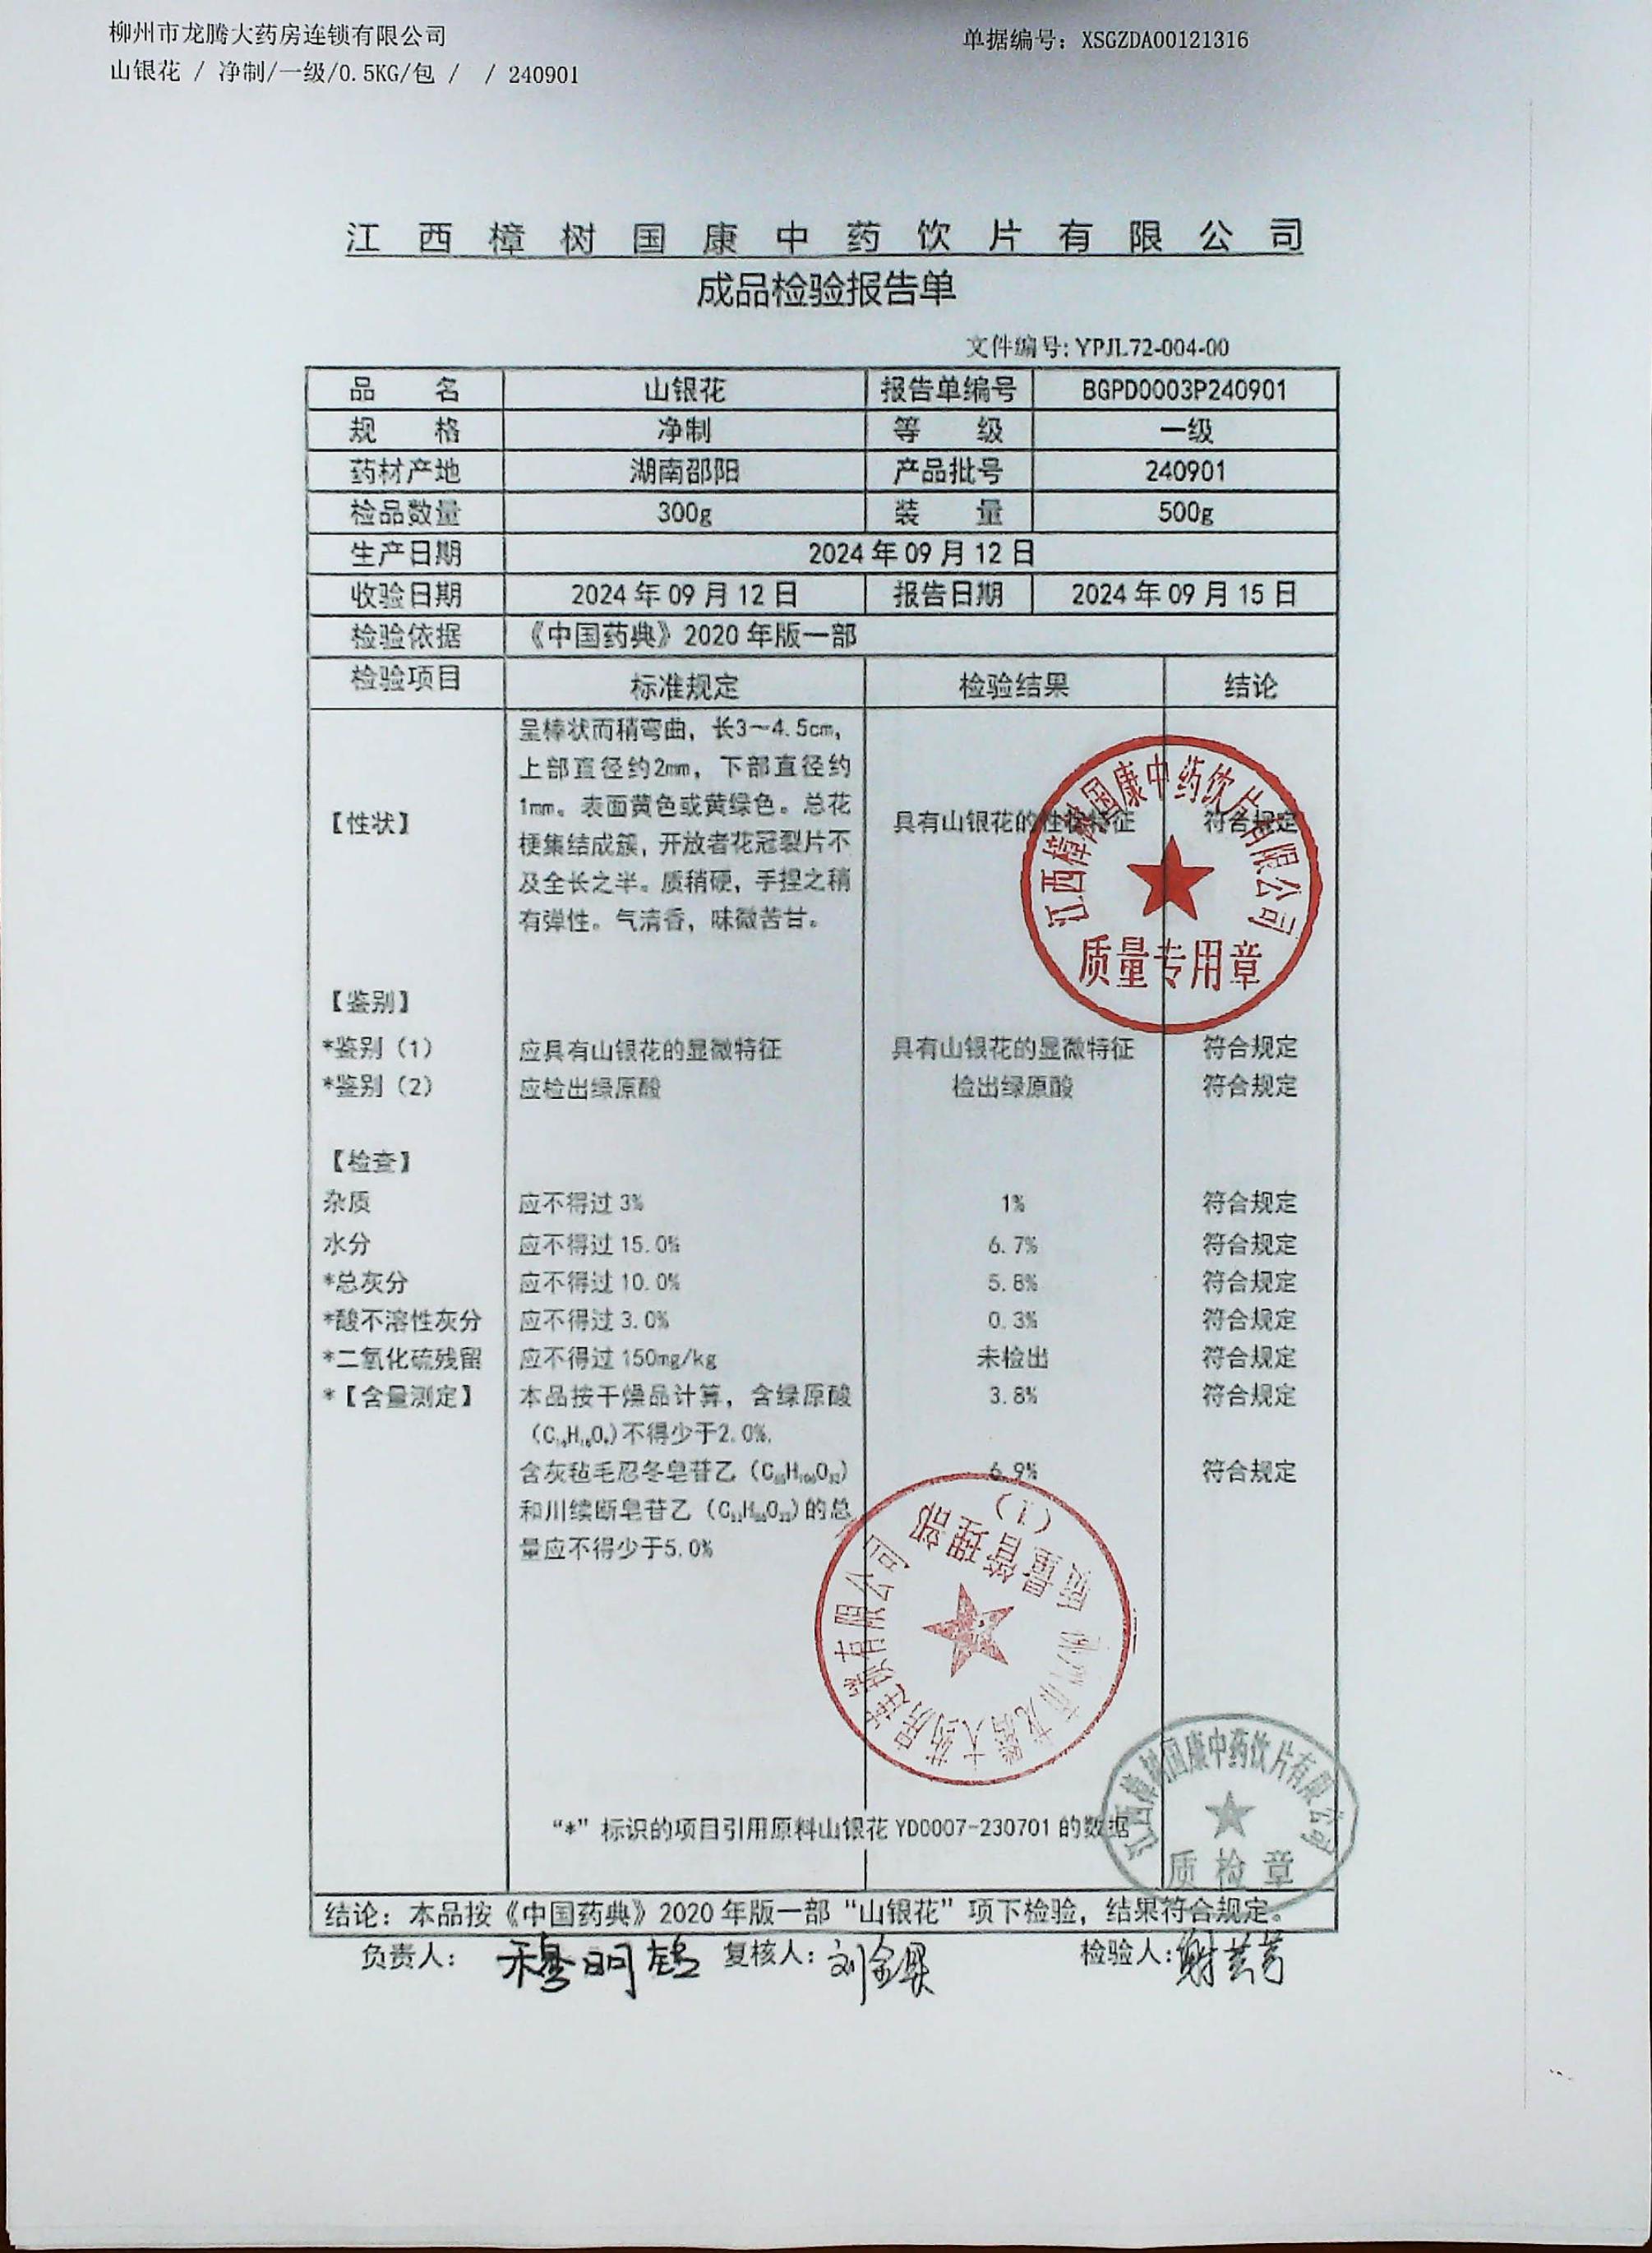 柳州市龙腾大药房连锁有限公司 单据编号：XSGZDA00121316
山银花 / 净制/一级/0.5KG/包 / / 240901
江西樟树国康中药饮片有限公司
成品检验报告单
文件编号:YPJL72-004-00
品 名 山银花 报告单编号 BGPD0003P240901
规 格 净制 等 级 一级
药材产地 湖南邵阳 产品批号 240901
检品数量 300g 装 量 500g
生产日期 2024年09月12日
收验日期 2024年09月12日 报告日期 2024年09月15日
检验依据 《中国药典》2020年版一部
检验项目 标准规定 检验结果 结论
呈棒状而稍弯曲，长3～4.5cm，
上部直径约2mm，下部直径约
1mm。表面黄色或黄绿色。总花
【性状】 梗集结成簇，开放者花冠裂片不 具有山银花的性状特征 符合规定
及全长之半。质稍硬，手捏之稍
有弹性。气清香，味微苦甘。
江西樟树国康中药饮片有限公司
质量专用章
【鉴别】
*鉴别（1） 应具有山银花的显微特征 具有山银花的显微特征 符合规定
*鉴别（2） 应检出绿原酸 检出绿原酸 符合规定
【检查】
杂质 应不得过3% 1% 符合规定
水分 应不得过15.0% 6.7% 符合规定
*总灰分 应不得过10.0% 5.8% 符合规定
*酸不溶性灰分 应不得过3.0% 0.3% 符合规定
*二氧化硫残留 应不得过150mg/kg 未检出 符合规定
*【含量测定】 本品按干燥品计算，含绿原酸 3.8% 符合规定
不得少于2.0%.
含灰毡毛忍冬皂苷乙 6.9% 符合规定
和川续断皂苷乙 的总
量应不得少于5.0%
柳州市龙腾大药房连锁有限公司
质量管理部
（1）
“*”标识的项目引用原料山银花YD0007-230701的数据
江西樟树国康中药饮片有限公司
质检章
结论：本品按《中国药典》2020年版一部“山银花”项下检验，结果符合规定。
负责人： 复核人： 检验人：